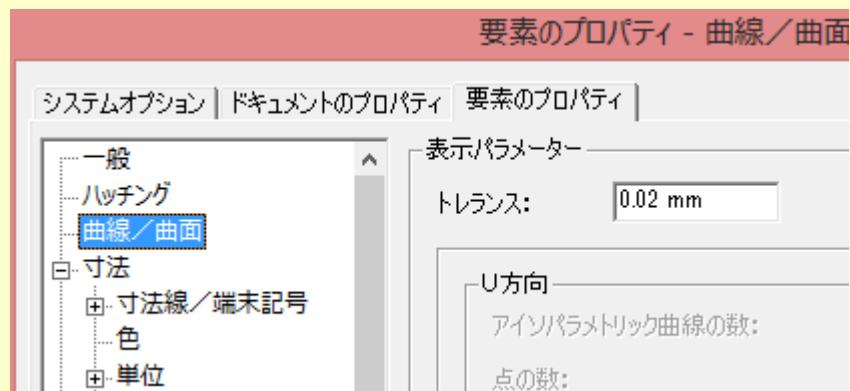 要素のプロパティ - 曲線／曲面
システムオプション ドキュメントのプロパティ 要素のプロパティ
一般
ハッチング
曲線／曲面
寸法
寸法線／端末記号
色
単位
表示パラメーター
トレランス: 0.02 mm
U方向
アイソパラメトリック曲線の数:
点の数: